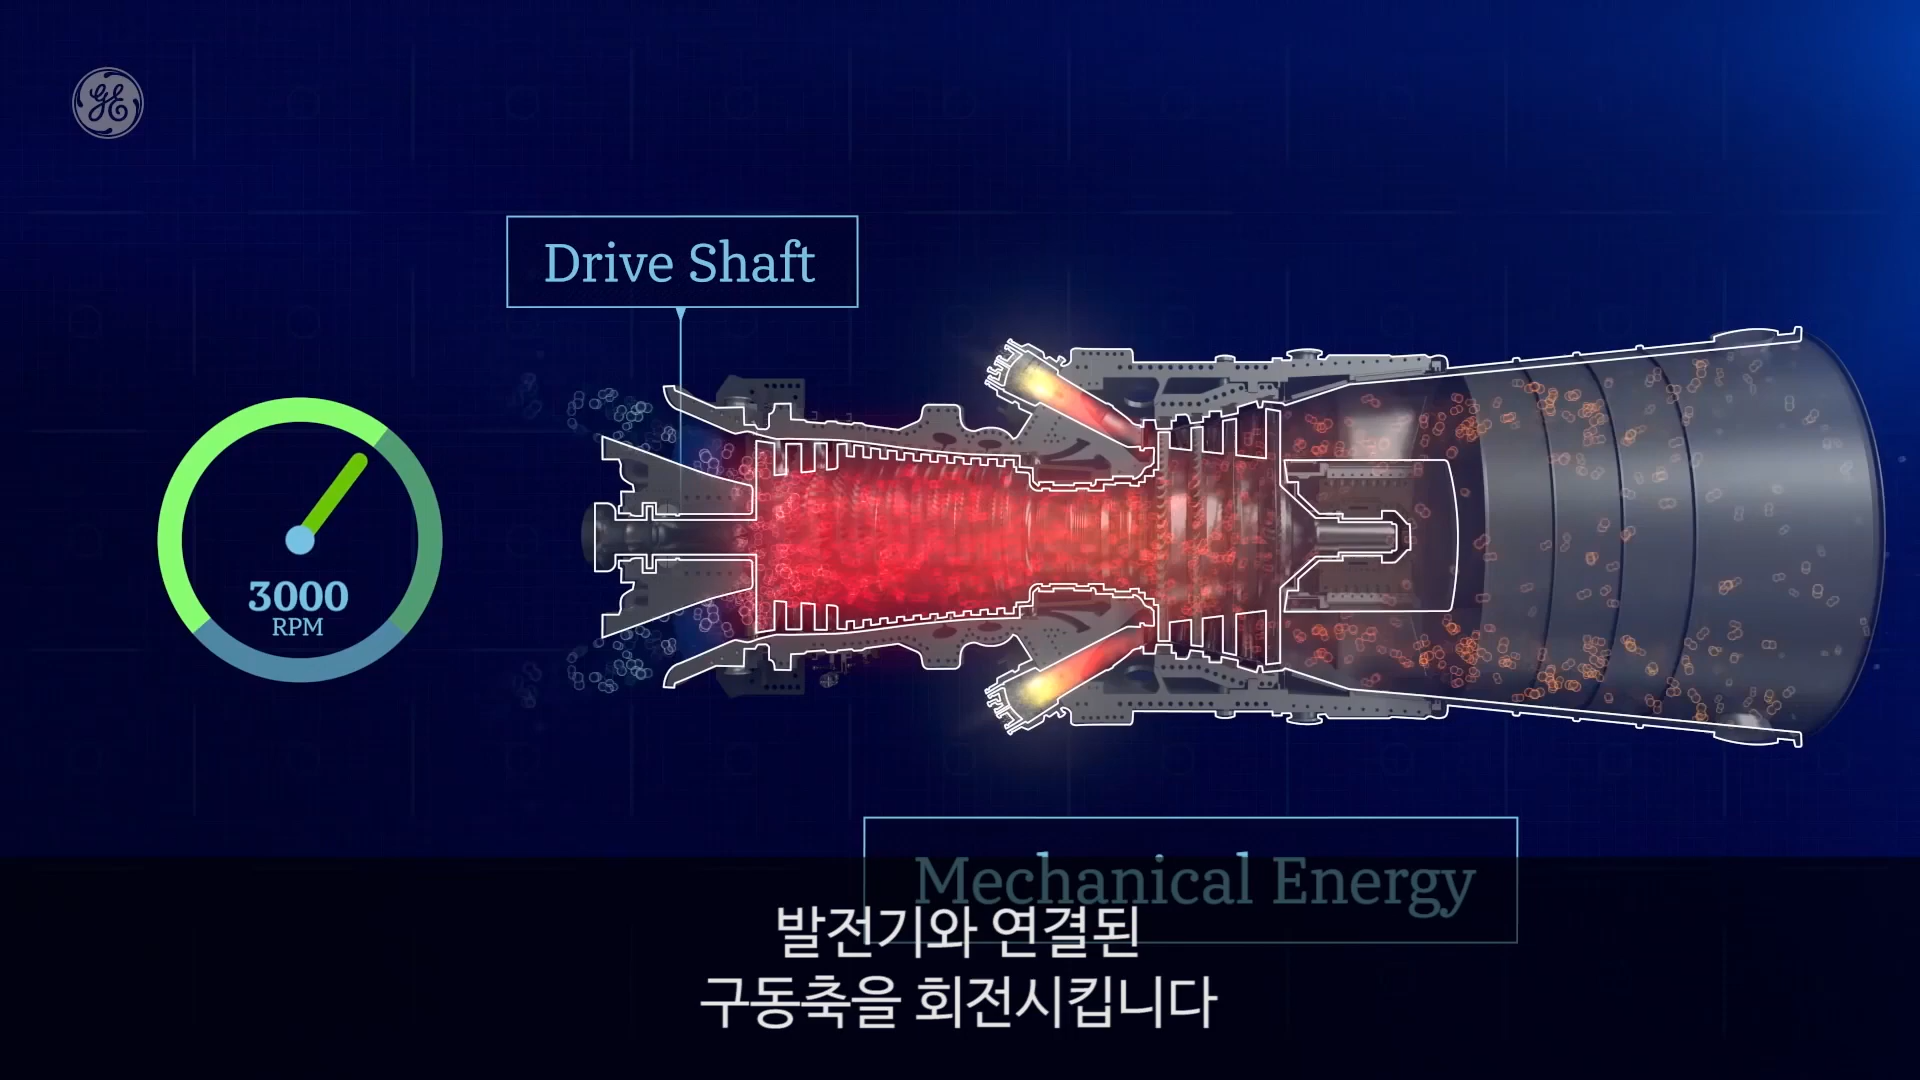 GE
Drive Shaft
3000
RPM
Mechanical Energy
발전기와 연결된
구동축을 회전시킵니다